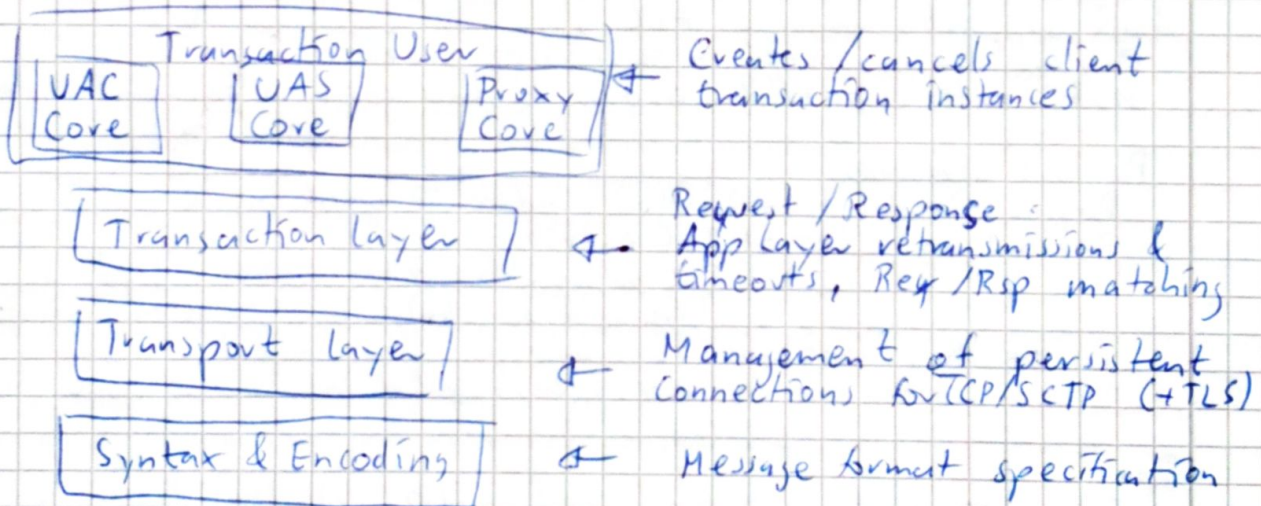 Transaction User
UAC Core
UAS Core
Proxy Core
Creates / cancels client
transaction instances
Transaction layer
Request / Response :
App Layer retransmissions &
timeouts, Req / Rsp matching
Transport layer
Management of persistent
connections for TCP/SCTP (+TLS)
Syntax & Encoding
Message format specification